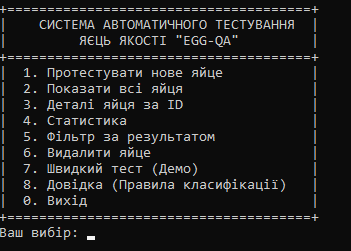 +======================================+
| СИСТЕМА АВТОМАТИЧНОГО ТЕСТУВАННЯ |
| ЯЄЦЬ ЯКОСТІ "EGG-QA" |
+======================================+
| 1. Протестувати нове яйце |
| 2. Показати всі яйця |
| 3. Деталі яйця за ID |
| 4. Статистика |
| 5. Фільтр за результатом |
| 6. Видалити яйце |
| 7. Швидкий тест (Демо) |
| 8. Довідка (Правила класифікації) |
| 0. Вихід |
+======================================+
Ваш вибір: _